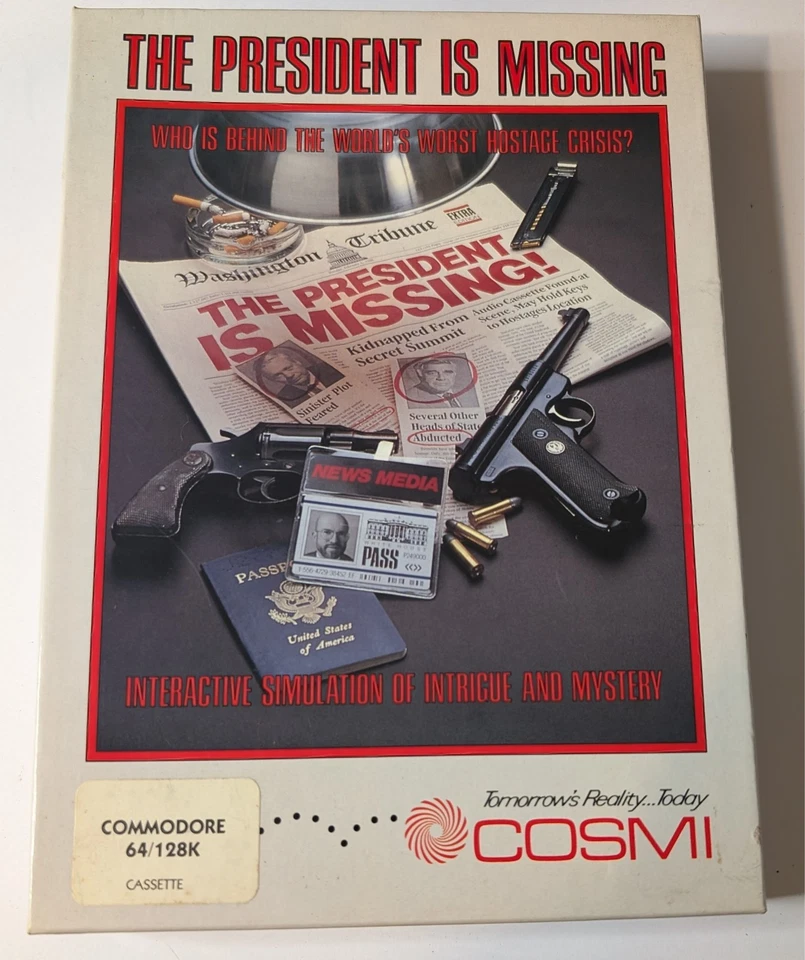 THE PRESIDENT IS MISSING
WHO IS BEHIND THE WORLD'S WORST HOSTAGE CRISIS?
Washington Tribune
EXTRA
THE PRESIDENT
IS MISSING!
Kidnapped From
Secret Summit
Audio Cassette Found at
Scene, May Hold Keys
to Hostages Location
Sinister Plot
Feared
Several Other
Heads of State
Abducted
NEWS MEDIA
WHITE HOUSE
PASS
PASSP
United States
of America
INTERACTIVE SIMULATION OF INTRIGUE AND MYSTERY
COMMODORE
64/128K
CASSETTE
Tomorrow's Reality...Today
COSMI